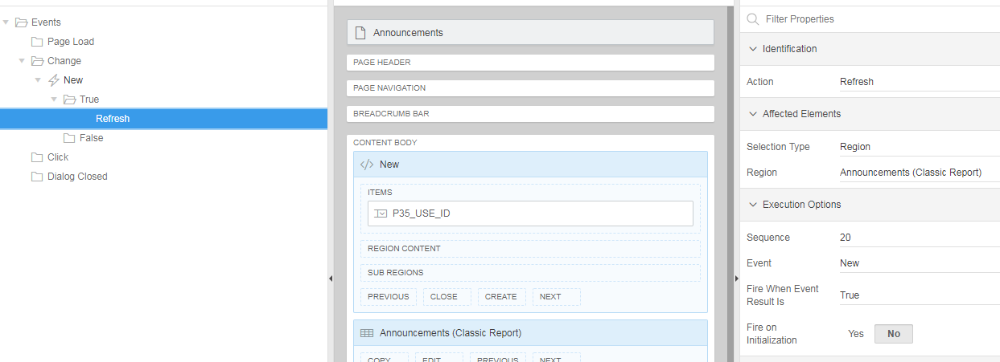 Events
Page Load
Change
New
True
Refresh
False
Click
Dialog Closed
Announcements
PAGE HEADER
PAGE NAVIGATION
BREADCRUMB BAR
CONTENT BODY
New
ITEMS
P35_USE_ID
REGION CONTENT
SUB REGIONS
PREVIOUS CLOSE CREATE NEXT
Announcements (Classic Report)
COPY EDIT PREVIOUS NEXT
Filter Properties
Identification
Action Refresh
Affected Elements
Selection Type Region
Region Announcements (Classic Report)
Execution Options
Sequence 20
Event New
Fire When Event
Result Is True
Fire on
Initialization Yes No